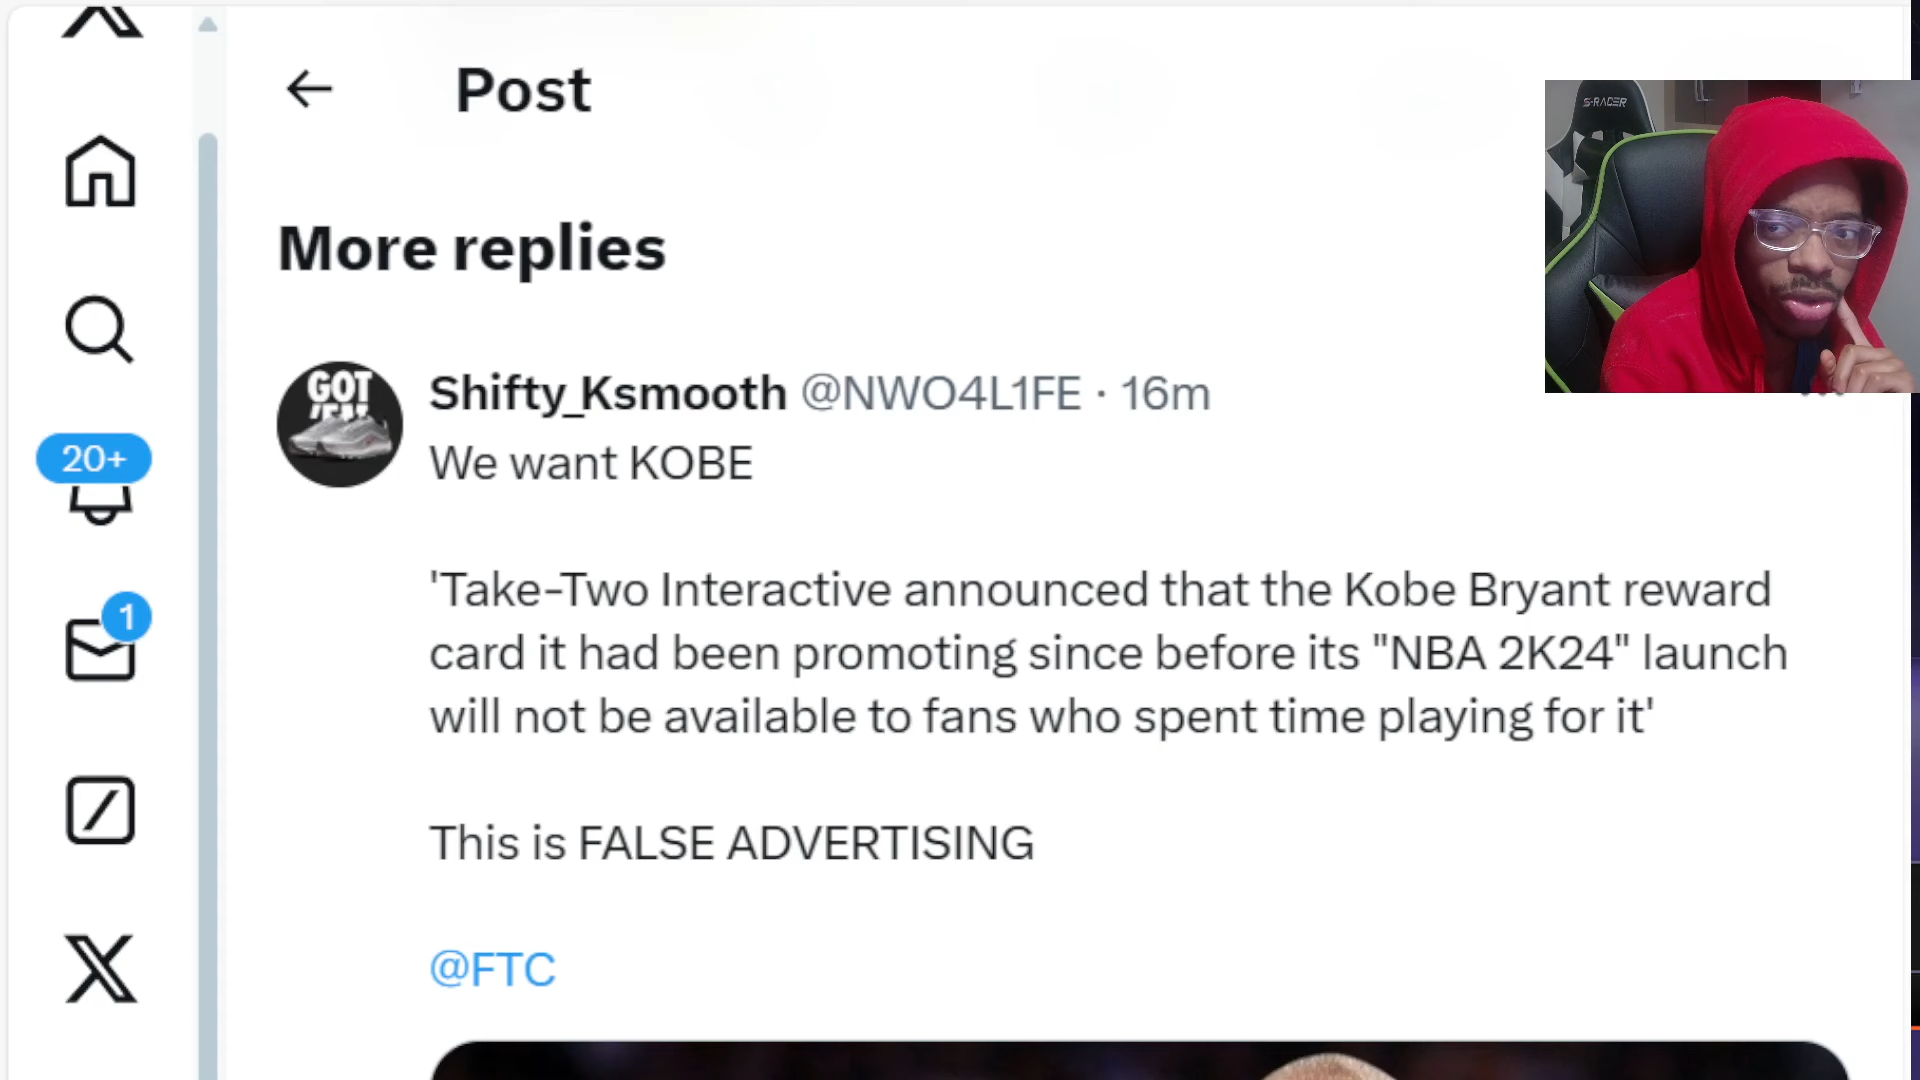 Post
More replies
S-RACER
GOT
'EM
Shifty_Ksmooth @NWO4L1FE · 16m
We want KOBE
20+
'Take-Two Interactive announced that the Kobe Bryant reward
1
card it had been promoting since before its "NBA 2K24" launch
will not be available to fans who spent time playing for it'
This is FALSE ADVERTISING
@FTC